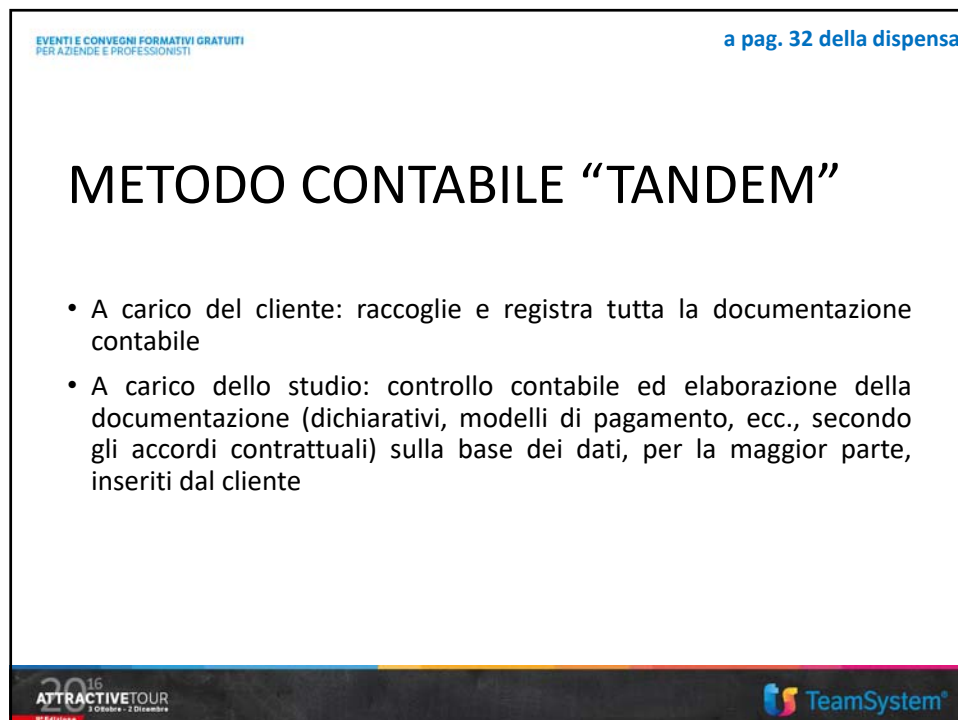 EVENTI E CONVEGNI FORMATIVI GRATUITI
PER AZIENDE E PROFESSIONISTI
a pag. 32 della dispensa
METODO CONTABILE “TANDEM”
• A carico del cliente: raccoglie e registra tutta la documentazione
contabile
• A carico dello studio: controllo contabile ed elaborazione della
documentazione (dichiarativi, modelli di pagamento, ecc., secondo
gli accordi contrattuali) sulla base dei dati, per la maggior parte,
inseriti dal cliente
2016
ATTRACTIVETOUR
3 Ottobre - 2 Dicembre
Edizione
TeamSystem®